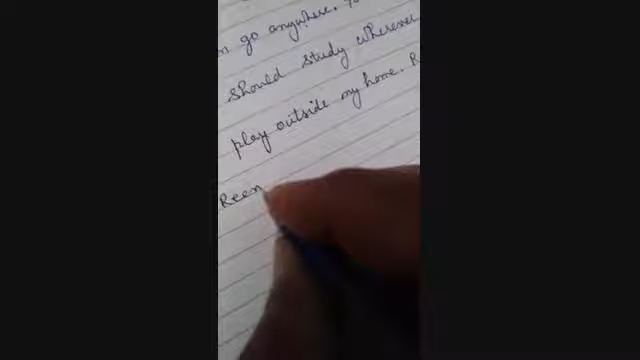 go anywhere.
should study wherever
play outside my home. R
Reen